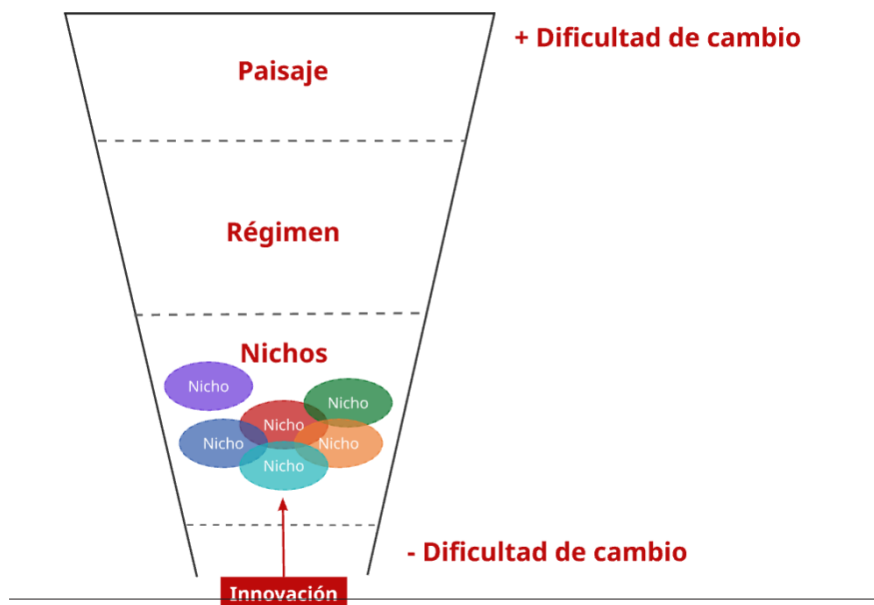 + Dificultad de cambio
Paisaje
Régimen
Nichos
Nicho
Nicho
Nicho
Nicho
Nicho
Nicho
- Dificultad de cambio
Innovación